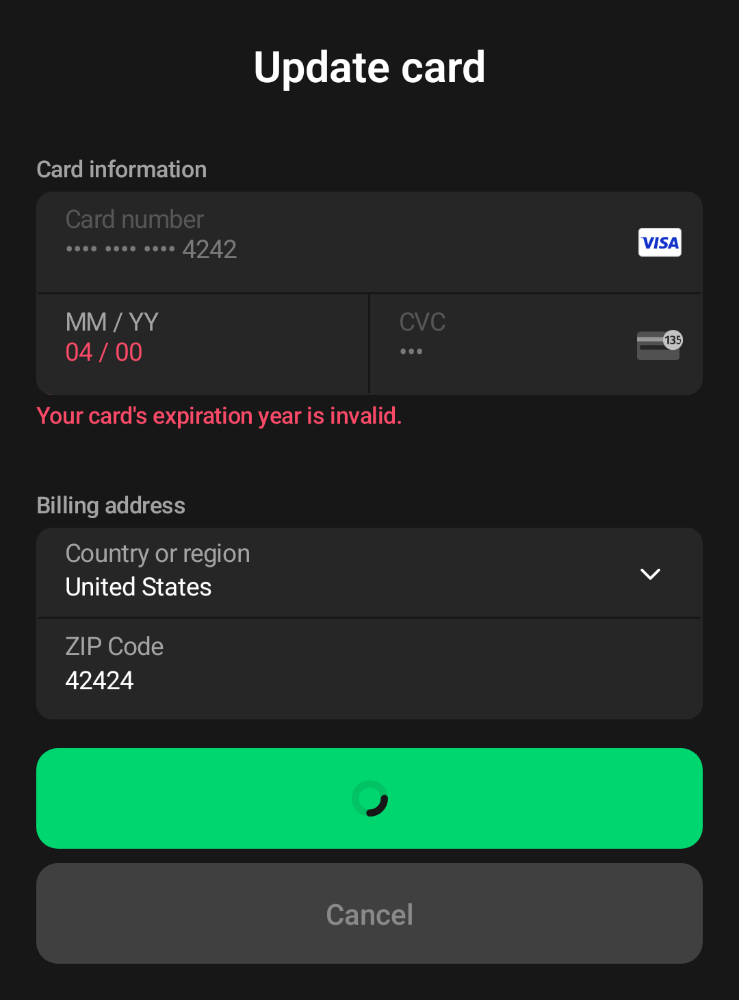 Update card
Card information
Card number
•••• •••• •••• 4242
VISA
MM / YY
04 / 00
CVC
•••
135
Your card's expiration year is invalid.
Billing address
Country or region
United States
ZIP Code
42424
Cancel